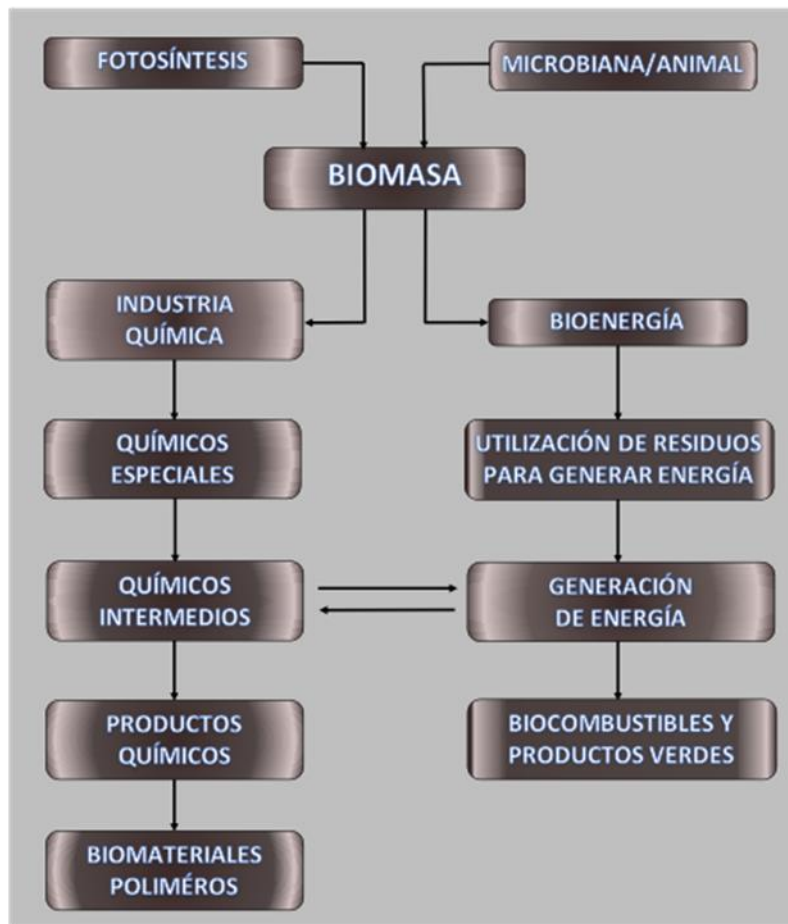 FOTOSÍNTESIS
MICROBIANA/ANIMAL
BIOMASA
INDUSTRIA
QUÍMICA
BIOENERGÍA
QUÍMICOS
ESPECIALES
UTILIZACIÓN DE RESIDUOS
PARA GENERAR ENERGÍA
QUÍMICOS
INTERMEDIOS
GENERACIÓN
DE ENERGÍA
PRODUCTOS
QUÍMICOS
BIOCOMBUSTIBLES Y
PRODUCTOS VERDES
BIOMATERIALES
POLIMÉROS